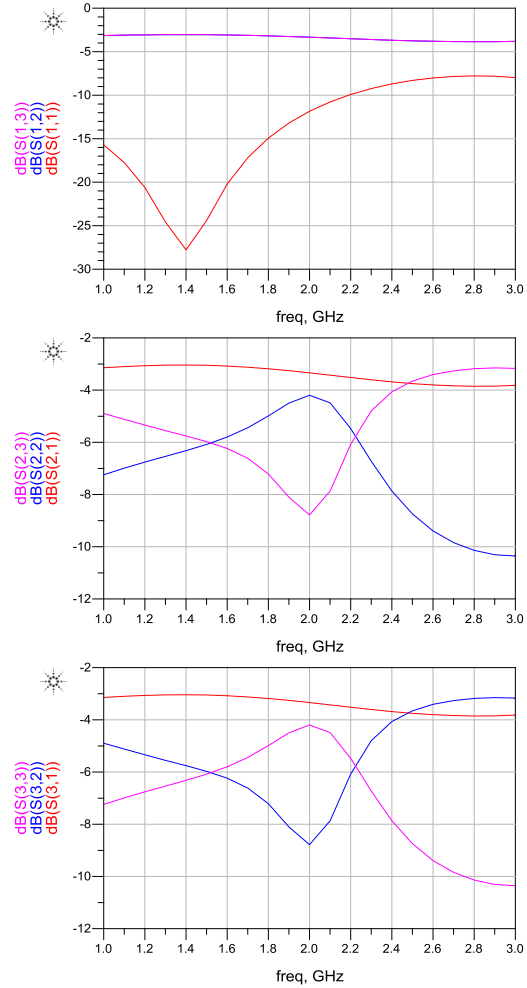 dB(S(1,3))
dB(S(1,2))
dB(S(1,1))
0
-5
-10
-15
-20
-25
-30
1.0 1.2 1.4 1.6 1.8 2.0 2.2 2.4 2.6 2.8 3.0
freq, GHz
dB(S(2,3))
dB(S(2,2))
dB(S(2,1))
-2
-4
-6
-8
-10
-12
1.0 1.2 1.4 1.6 1.8 2.0 2.2 2.4 2.6 2.8 3.0
freq, GHz
dB(S(3,3))
dB(S(3,2))
dB(S(3,1))
-2
-4
-6
-8
-10
-12
1.0 1.2 1.4 1.6 1.8 2.0 2.2 2.4 2.6 2.8 3.0
freq, GHz